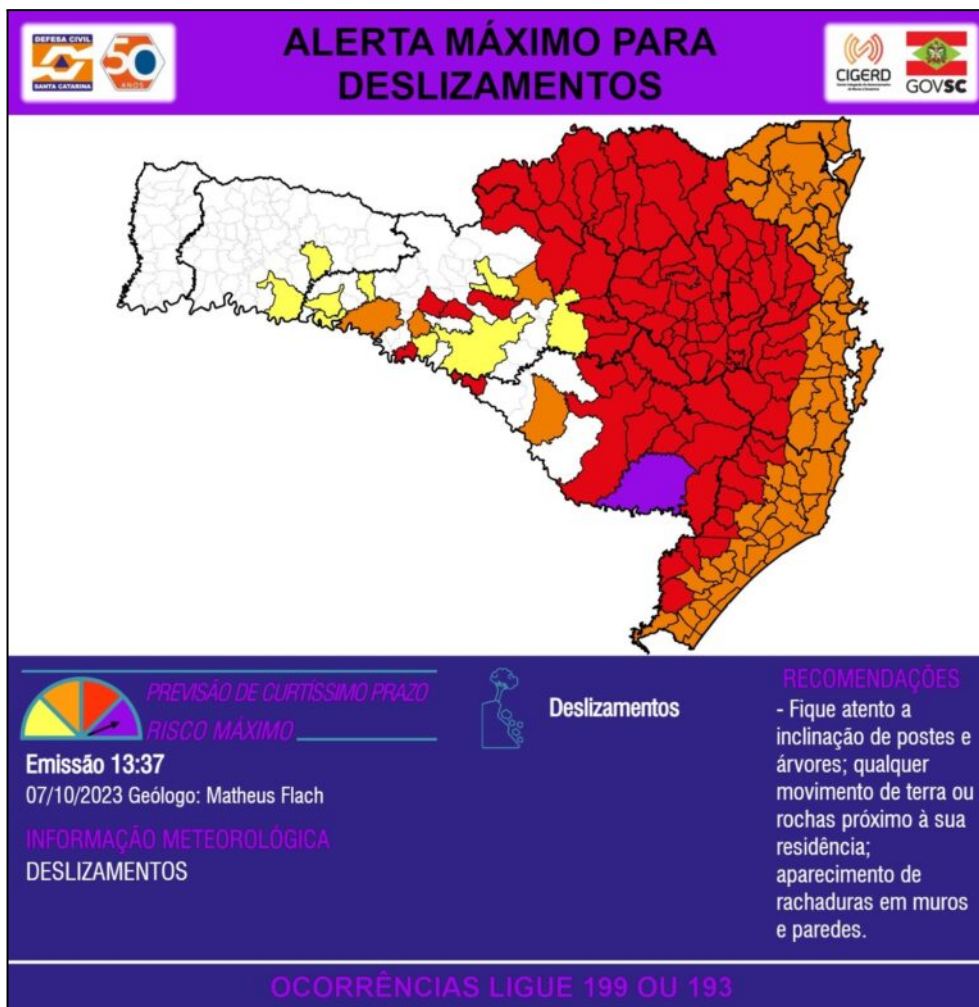 DEFESA CIVIL
SANTA CATARINA
50
ANOS
ALERTA MÁXIMO PARA
DESLIZAMENTOS
CIGERD
GOVSC
PREVISÃO DE CURTÍSSIMO PRAZO
RISCO MÁXIMO
Emissão 13:37
07/10/2023 Geólogo: Matheus Flach
INFORMAÇÃO METEOROLÓGICA
DESLIZAMENTOS
Deslizamentos
RECOMENDAÇÕES
- Fique atento a
inclinação de postes e
árvores; qualquer
movimento de terra ou
rochas próximo à sua
residência;
aparecimento de
rachaduras em muros
e paredes.
OCORRÊNCIAS LIGUE 199 OU 193